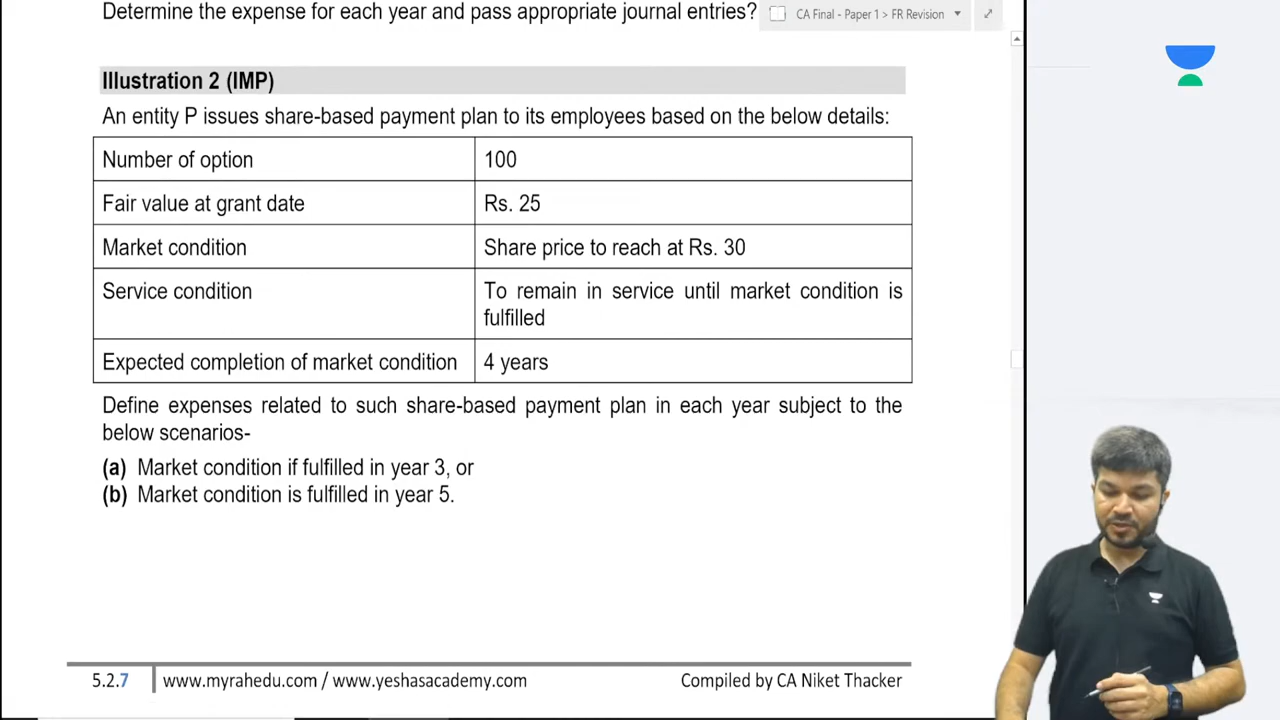 Determine the expense for each year and pass appropriate journal entries?
CA Final - Paper 1 > FR Revision
Illustration 2 (IMP)
An entity P issues share-based payment plan to its employees based on the below details:
Number of option 100
Fair value at grant date Rs. 25
Market condition Share price to reach at Rs. 30
Service condition To remain in service until market condition is
fulfilled
Expected completion of market condition 4 years
Define expenses related to such share-based payment plan in each year subject to the
below scenarios-
(a) Market condition if fulfilled in year 3, or
(b) Market condition is fulfilled in year 5.
5.2.7 www.myrahedu.com / www.yeshasacademy.com Compiled by CA Niket Thacker